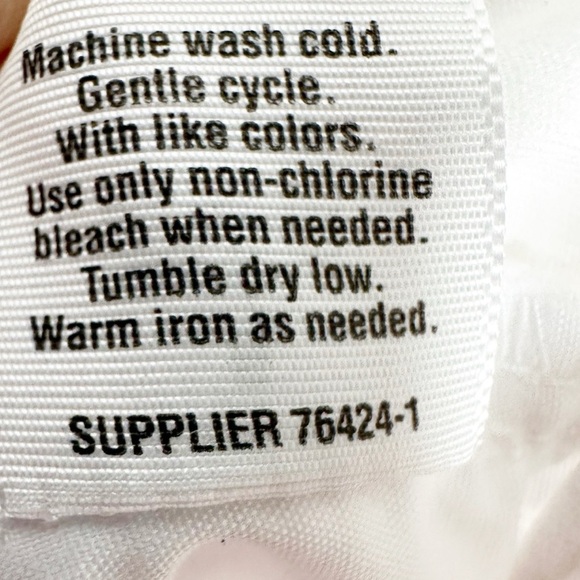 Machine wash cold.
Gentle cycle.
With like colors.
Use only non-chlorine
bleach when needed.
Tumble dry low.
Warm iron as needed.
SUPPLIER 76424-1